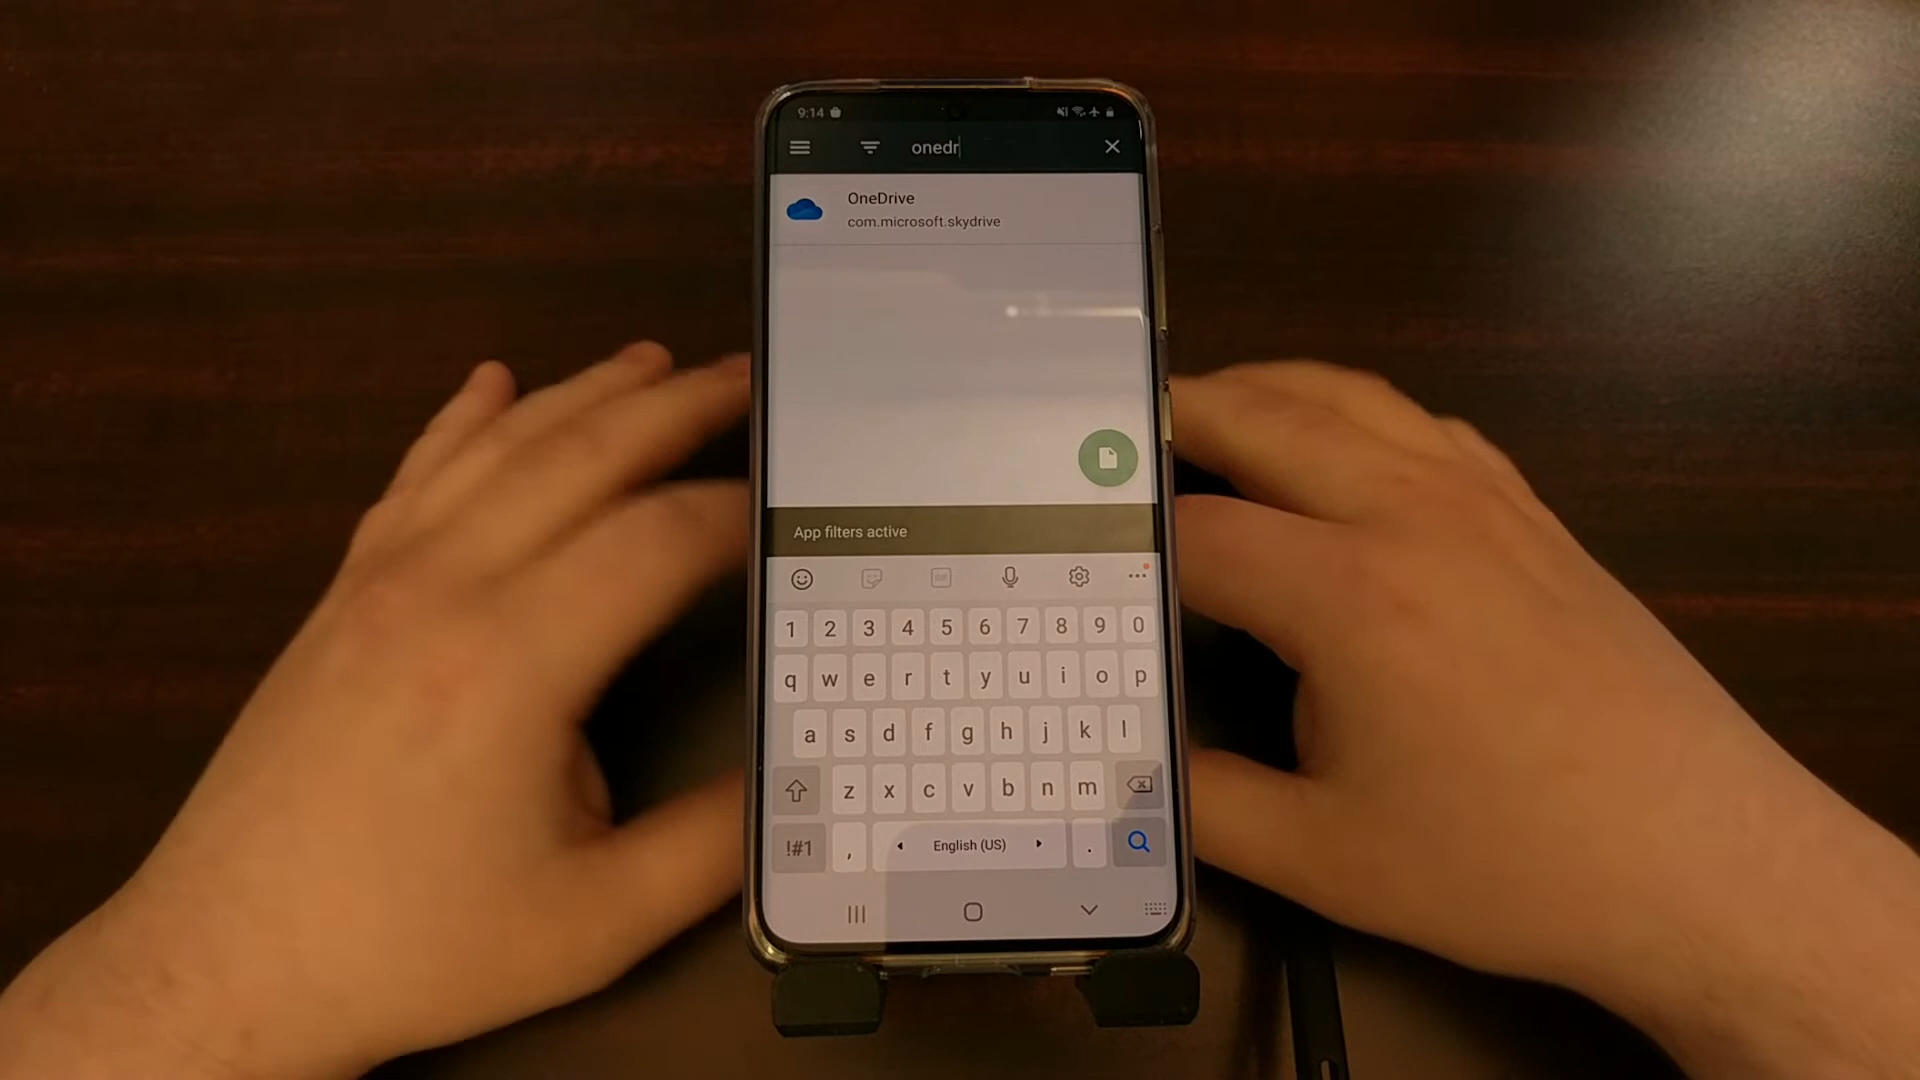 9:14
onedr
OneDrive
com.microsoft.skydrive
App filters active
1 2 3 4 5 6 7 8 9 0
q w e r t y u i o p
a s d f g h j k l
z x c v b n m
!#1 , English (US) .